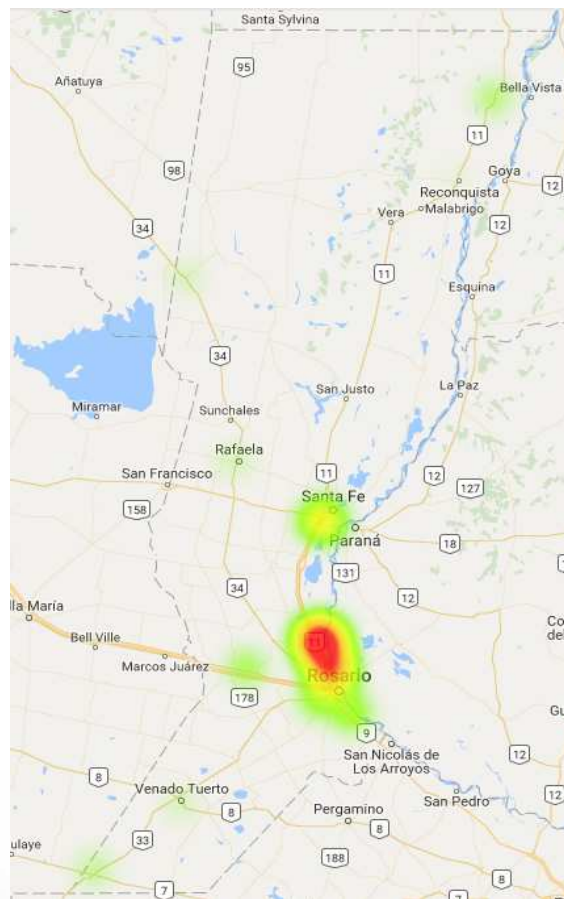 Santa Sylvina
95
Añatuya
Bella Vista
11
98
Goya
12
Reconquista
Malabrigo
Vera
12
34
11
Esquina
34
La Paz
San Justo
Miramar
Sunchales
Rafaela
11
12
San Francisco
127
Santa Fe
158
Paraná
18
131
34
12
lla María
Bell Ville
11
Marcos Juárez
178
Rosario
9
San Nicolás de
Los Arroyos
12
8
Venado Tuerto
12
San Pedro
8
Pergamino
8
33
ulaye
188
8
7
7